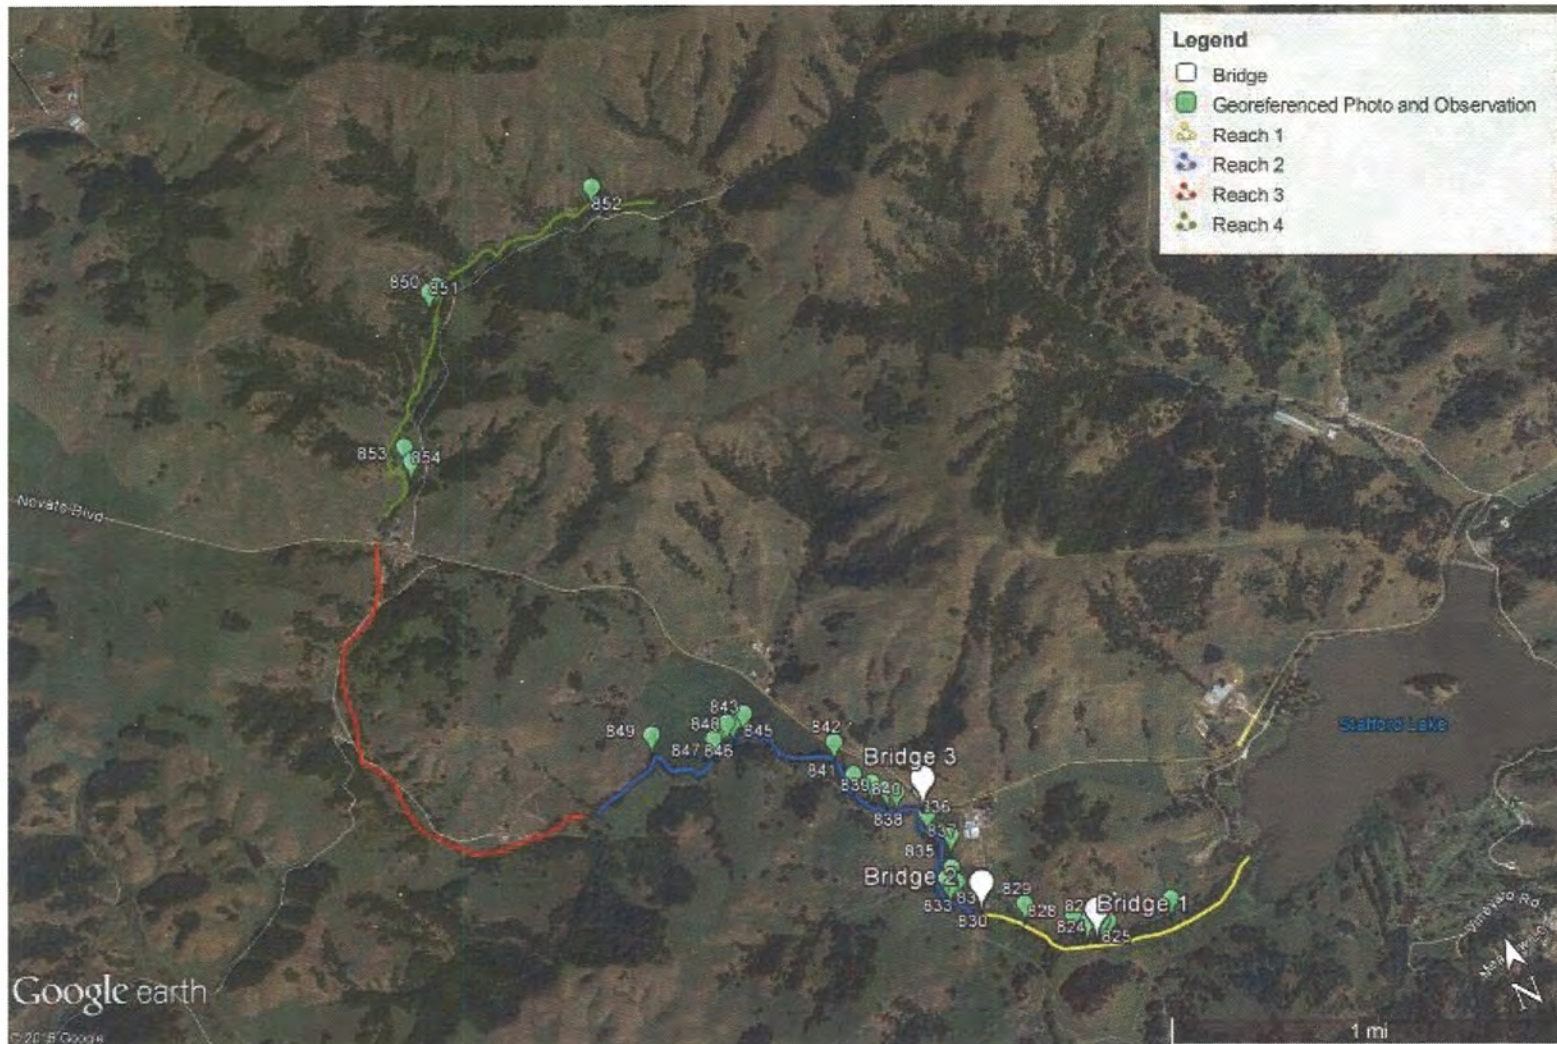 Legend
Bridge
Georeferenced Photo and Observation
Reach 1
Reach 2
Reach 3
Reach 4
852
850
851
853
854
Novato Blvd
843
848
849
845
847
846
842
841
Bridge 3
839
838
836
835
Bridge 2
829
833
830
828
Bridge 1
825
Stafford Lake
Google earth
1 mi
N